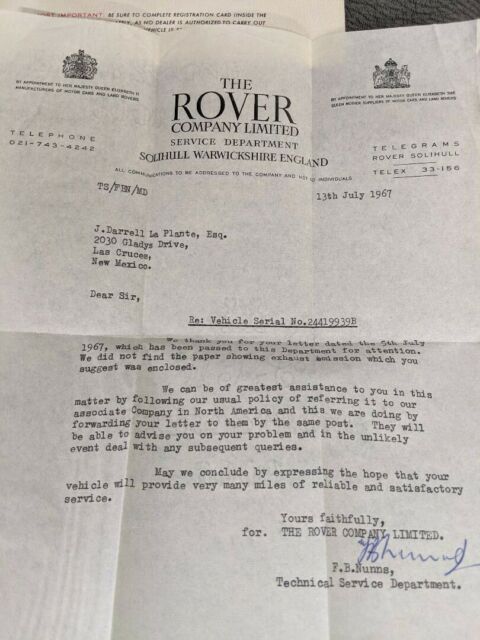 IMPORTANT: BE SURE TO COMPLETE REGISTRATION CARD (INSIDE THE
AS NO DEALER IS AUTHORIZED TO CARRY OUT
BY APPOINTMENT TO HER MAJESTY QUEEN ELIZABETH II
MANUFACTURERS OF MOTOR CARS AND LAND ROVERS
BY APPOINTMENT TO HER MAJESTY QUEEN ELIZABETH THE
QUEEN MOTHER SUPPLIERS OF MOTOR CARS AND LAND ROVERS
THE
ROVER
COMPANY LIMITED
SERVICE DEPARTMENT
SOLIHULL WARWICKSHIRE ENGLAND
TELEPHONE
021-743-4242
TELEGRAMS
ROVER SOLIHULL
TELEX 33-156
ALL COMMUNICATIONS TO BE ADDRESSED TO THE COMPANY AND NOT TO INDIVIDUALS
TS/FBN/MD
13th July 1967
J.Darrell La Plante, Esq.
2030 Gladys Drive,
Las Cruces,
New Mexico.
Dear Sir,
Re: Vehicle Serial No.24419939B
We thank you for your letter dated the 5th July
1967, which has been passed to this Department for attention.
We did not find the paper showing exhaust emission which you
suggest was enclosed.
We can be of greatest assistance to you in this
matter by following our usual policy of referring it to our
associate Company in North America and this we are doing by
forwarding your letter to them by the same post. They will
be able to advise you on your problem and in the unlikely
event deal with any subsequent queries.
May we conclude by expressing the hope that your
vehicle will provide very many miles of reliable and satisfactory
service.
Yours faithfully,
for. THE ROVER COMPANY LIMITED.
F.B.Nunns,
Technical Service Department.